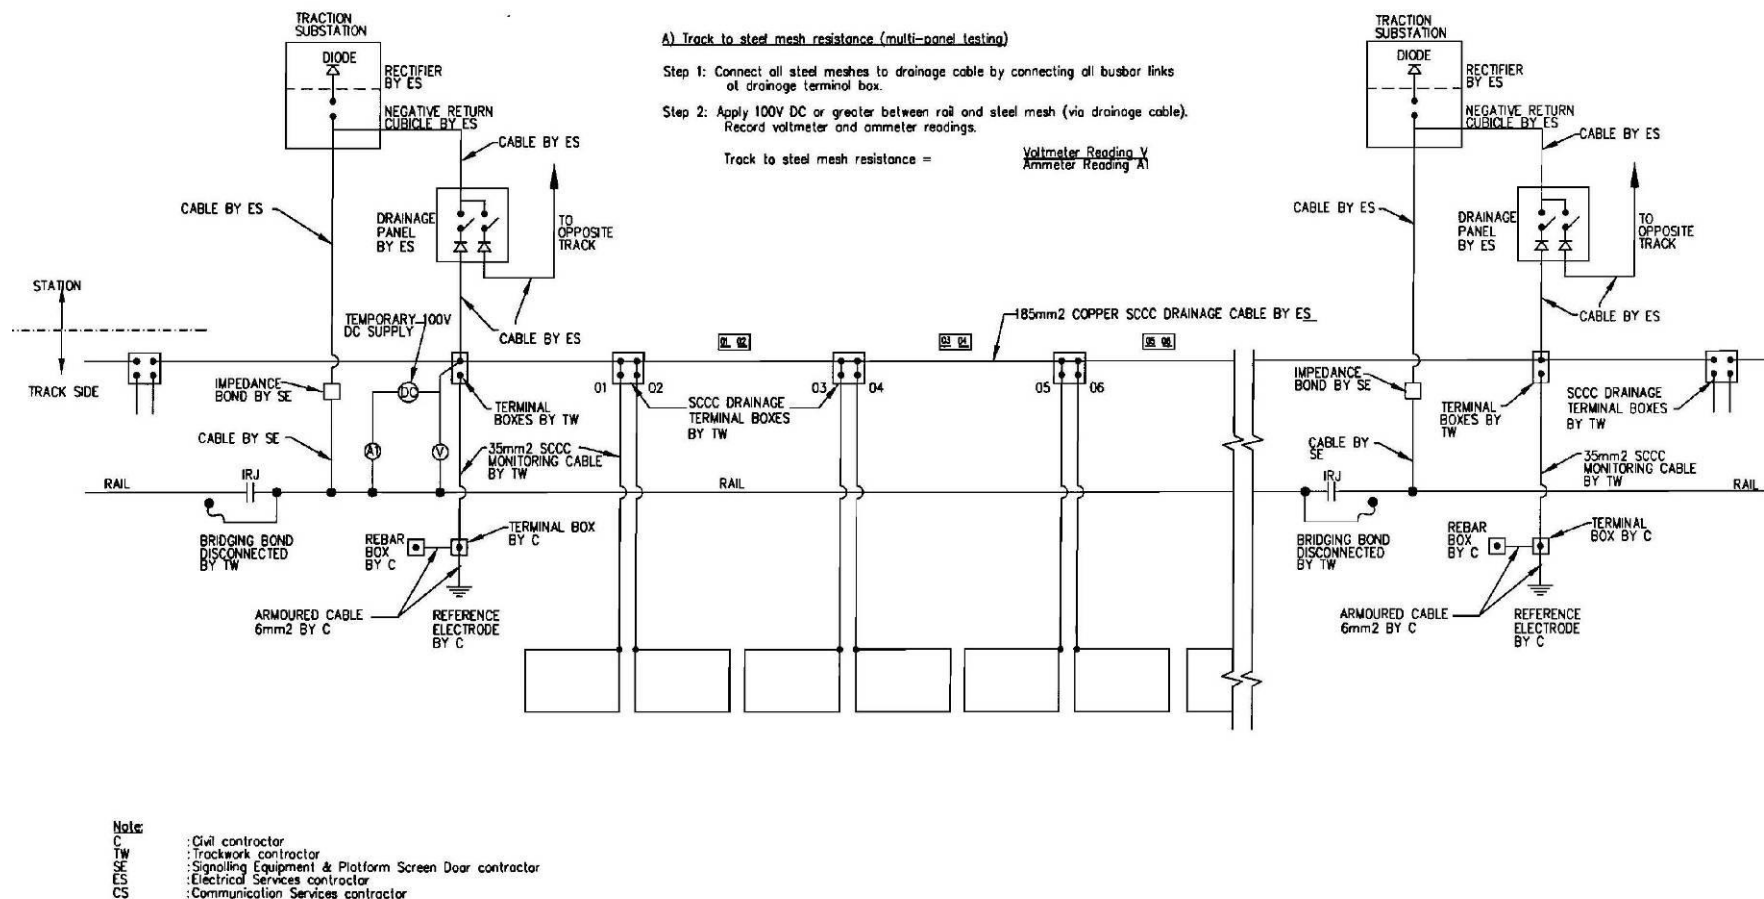 TRACTION
SUBSTATION
DIODE
RECTIFIER
BY ES
NEGATIVE RETURN
CUBICLE BY ES
CABLE BY ES
CABLE BY ES
DRAINAGE
PANEL
BY ES
TO
OPPOSITE
TRACK
CABLE BY ES
A) Track to steel mesh resistance (multi-panel testing)
Step 1: Connect all steel meshes to drainage cable by connecting all busbar links
at drainage terminal box.
Step 2: Apply 100V DC or greater between rail and steel mesh (via drainage cable).
Record voltmeter and ammeter readings.
Track to steel mesh resistance =
Voltmeter Reading V
Ammeter Reading A1
TRACTION
SUBSTATION
DIODE
RECTIFIER
BY ES
NEGATIVE RETURN
CUBICLE BY ES
CABLE BY ES
CABLE BY ES
DRAINAGE
PANEL
BY ES
TO
OPPOSITE
TRACK
CABLE BY ES
STATION
TRACK SIDE
TEMPORARY 100V
DC SUPPLY
185mm2 COPPER SCCC DRAINAGE CABLE BY ES
01 02
03 04
05 06
IMPEDANCE
BOND BY SE
DC
01
02
03
04
05
06
TERMINAL
BOXES BY TW
SCCC DRAINAGE
TERMINAL BOXES
BY TW
CABLE BY SE
A1
V
35mm2 SCCC
MONITORING CABLE
BY TW
IRJ
RAIL
RAIL
BRIDGING BOND
DISCONNECTED
BY TW
REBAR
BOX
BY C
TERMINAL BOX
BY C
ARMOURED CABLE
6mm2 BY C
REFERENCE
ELECTRODE
BY C
IMPEDANCE
BOND BY SE
TERMINAL
BOXES BY
TW
SCCC DRAINAGE
TERMINAL BOXES
BY TW
CABLE BY
SE
35mm2 SCCC
MONITORING CABLE
BY TW
IRJ
RAIL
BRIDGING BOND
DISCONNECTED
BY TW
REBAR
BOX
BY C
TERMINAL
BOX BY C
ARMOURED CABLE
6mm2 BY C
REFERENCE
ELECTRODE
BY C
Note:
C :Civil contractor
TW :Trackwork contractor
SE :Signalling Equipment & Platform Screen Door contractor
ES :Electrical Services contractor
CS :Communication Services contractor